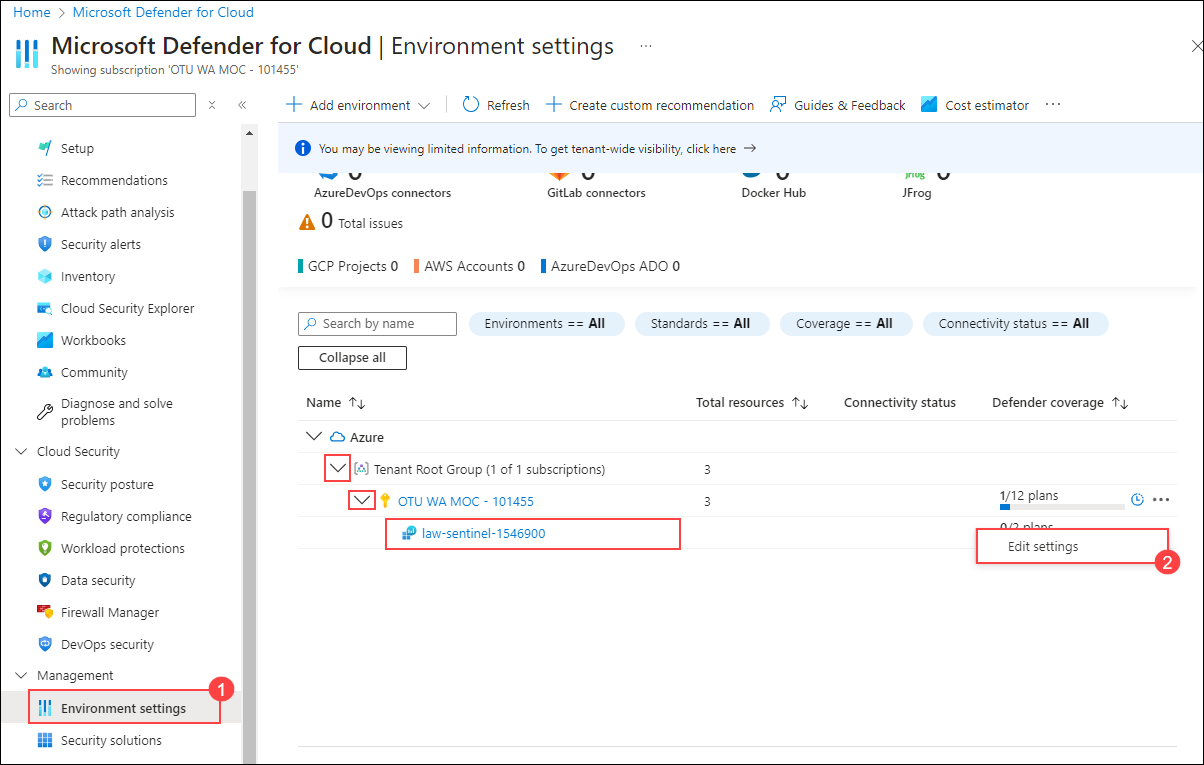 Home > Microsoft Defender for Cloud
Microsoft Defender for Cloud | Environment settings ...
Showing subscription 'OTU WA MOC - 101455'
Search
Add environment
Refresh
Create custom recommendation
Guides & Feedback
Cost estimator
...
You may be viewing limited information. To get tenant-wide visibility, click here →
Setup
Recommendations
Attack path analysis
Security alerts
Inventory
Cloud Security Explorer
Workbooks
Community
Diagnose and solve
problems
Cloud Security
Security posture
Regulatory compliance
Workload protections
Data security
Firewall Manager
DevOps security
Management
Environment settings
1
Security solutions
0
AzureDevOps connectors
0
GitLab connectors
0
Docker Hub
JFrog 0
JFrog
0 Total issues
GCP Projects 0
AWS Accounts 0
AzureDevOps ADO 0
Search by name
Environments == All
Standards == All
Coverage == All
Connectivity status == All
Collapse all
Name ↑↓
Total resources ↑↓
Connectivity status
Defender coverage ↑↓
Azure
Tenant Root Group (1 of 1 subscriptions)
3
OTU WA MOC - 101455
3
1/12 plans
...
law-sentinel-1546900
0/2 plans
Edit settings
2